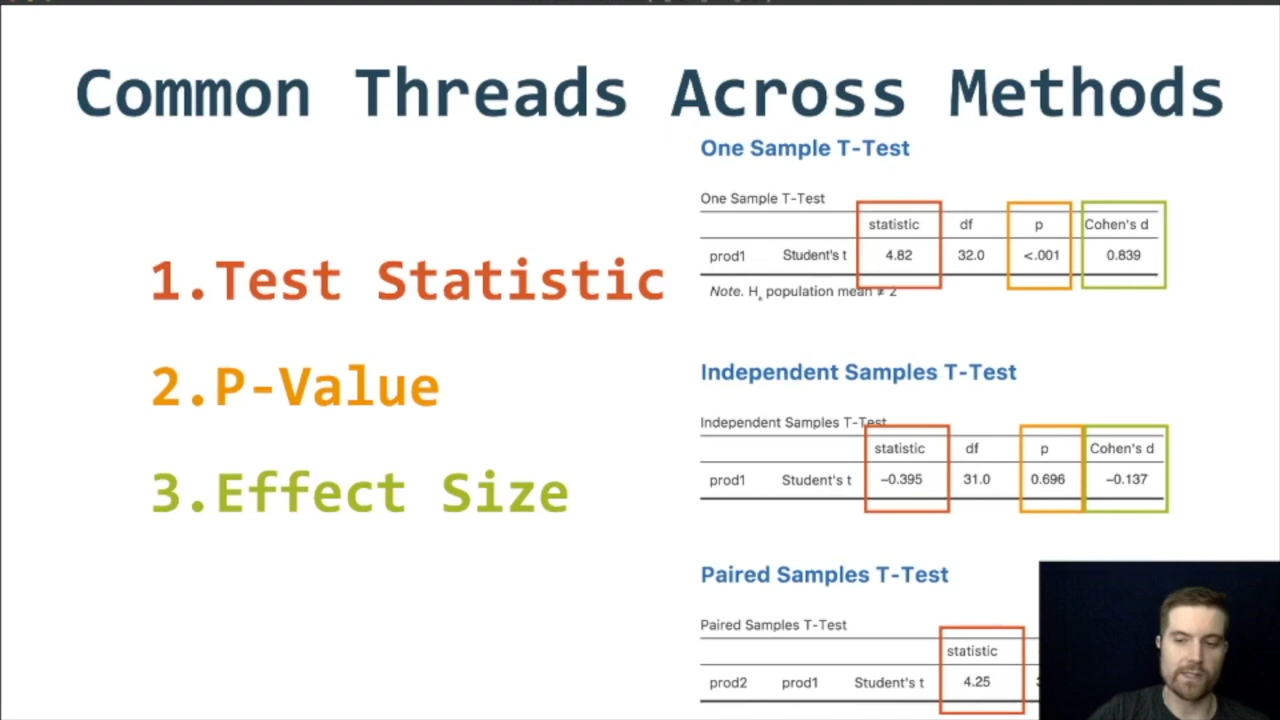 Common Threads Across Methods
1.Test Statistic
2.P-Value
3.Effect Size
One Sample T-Test
One Sample T-Test
statistic df p Cohen's d
prod1 Student's t 4.82 32.0 <.001 0.839
Note. Hₐ population mean ≠ 2
Independent Samples T-Test
Independent Samples T-Test
statistic df p Cohen's d
prod1 Student's t −0.395 31.0 0.696 −0.137
Paired Samples T-Test
Paired Samples T-Test
statistic
prod2 prod1 Student's t 4.25